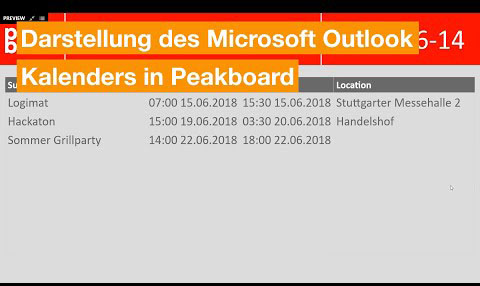 PREVIEW
Darstellung des Microsoft Outlook
6-14
Kalenders in Peakboard
Su
Location
Logimat 07:00 15.06.2018 15:30 15.06.2018 Stuttgarter Messehalle 2
Hackaton 15:00 19.06.2018 03:30 20.06.2018 Handelshof
Sommer Grillparty 14:00 22.06.2018 18:00 22.06.2018